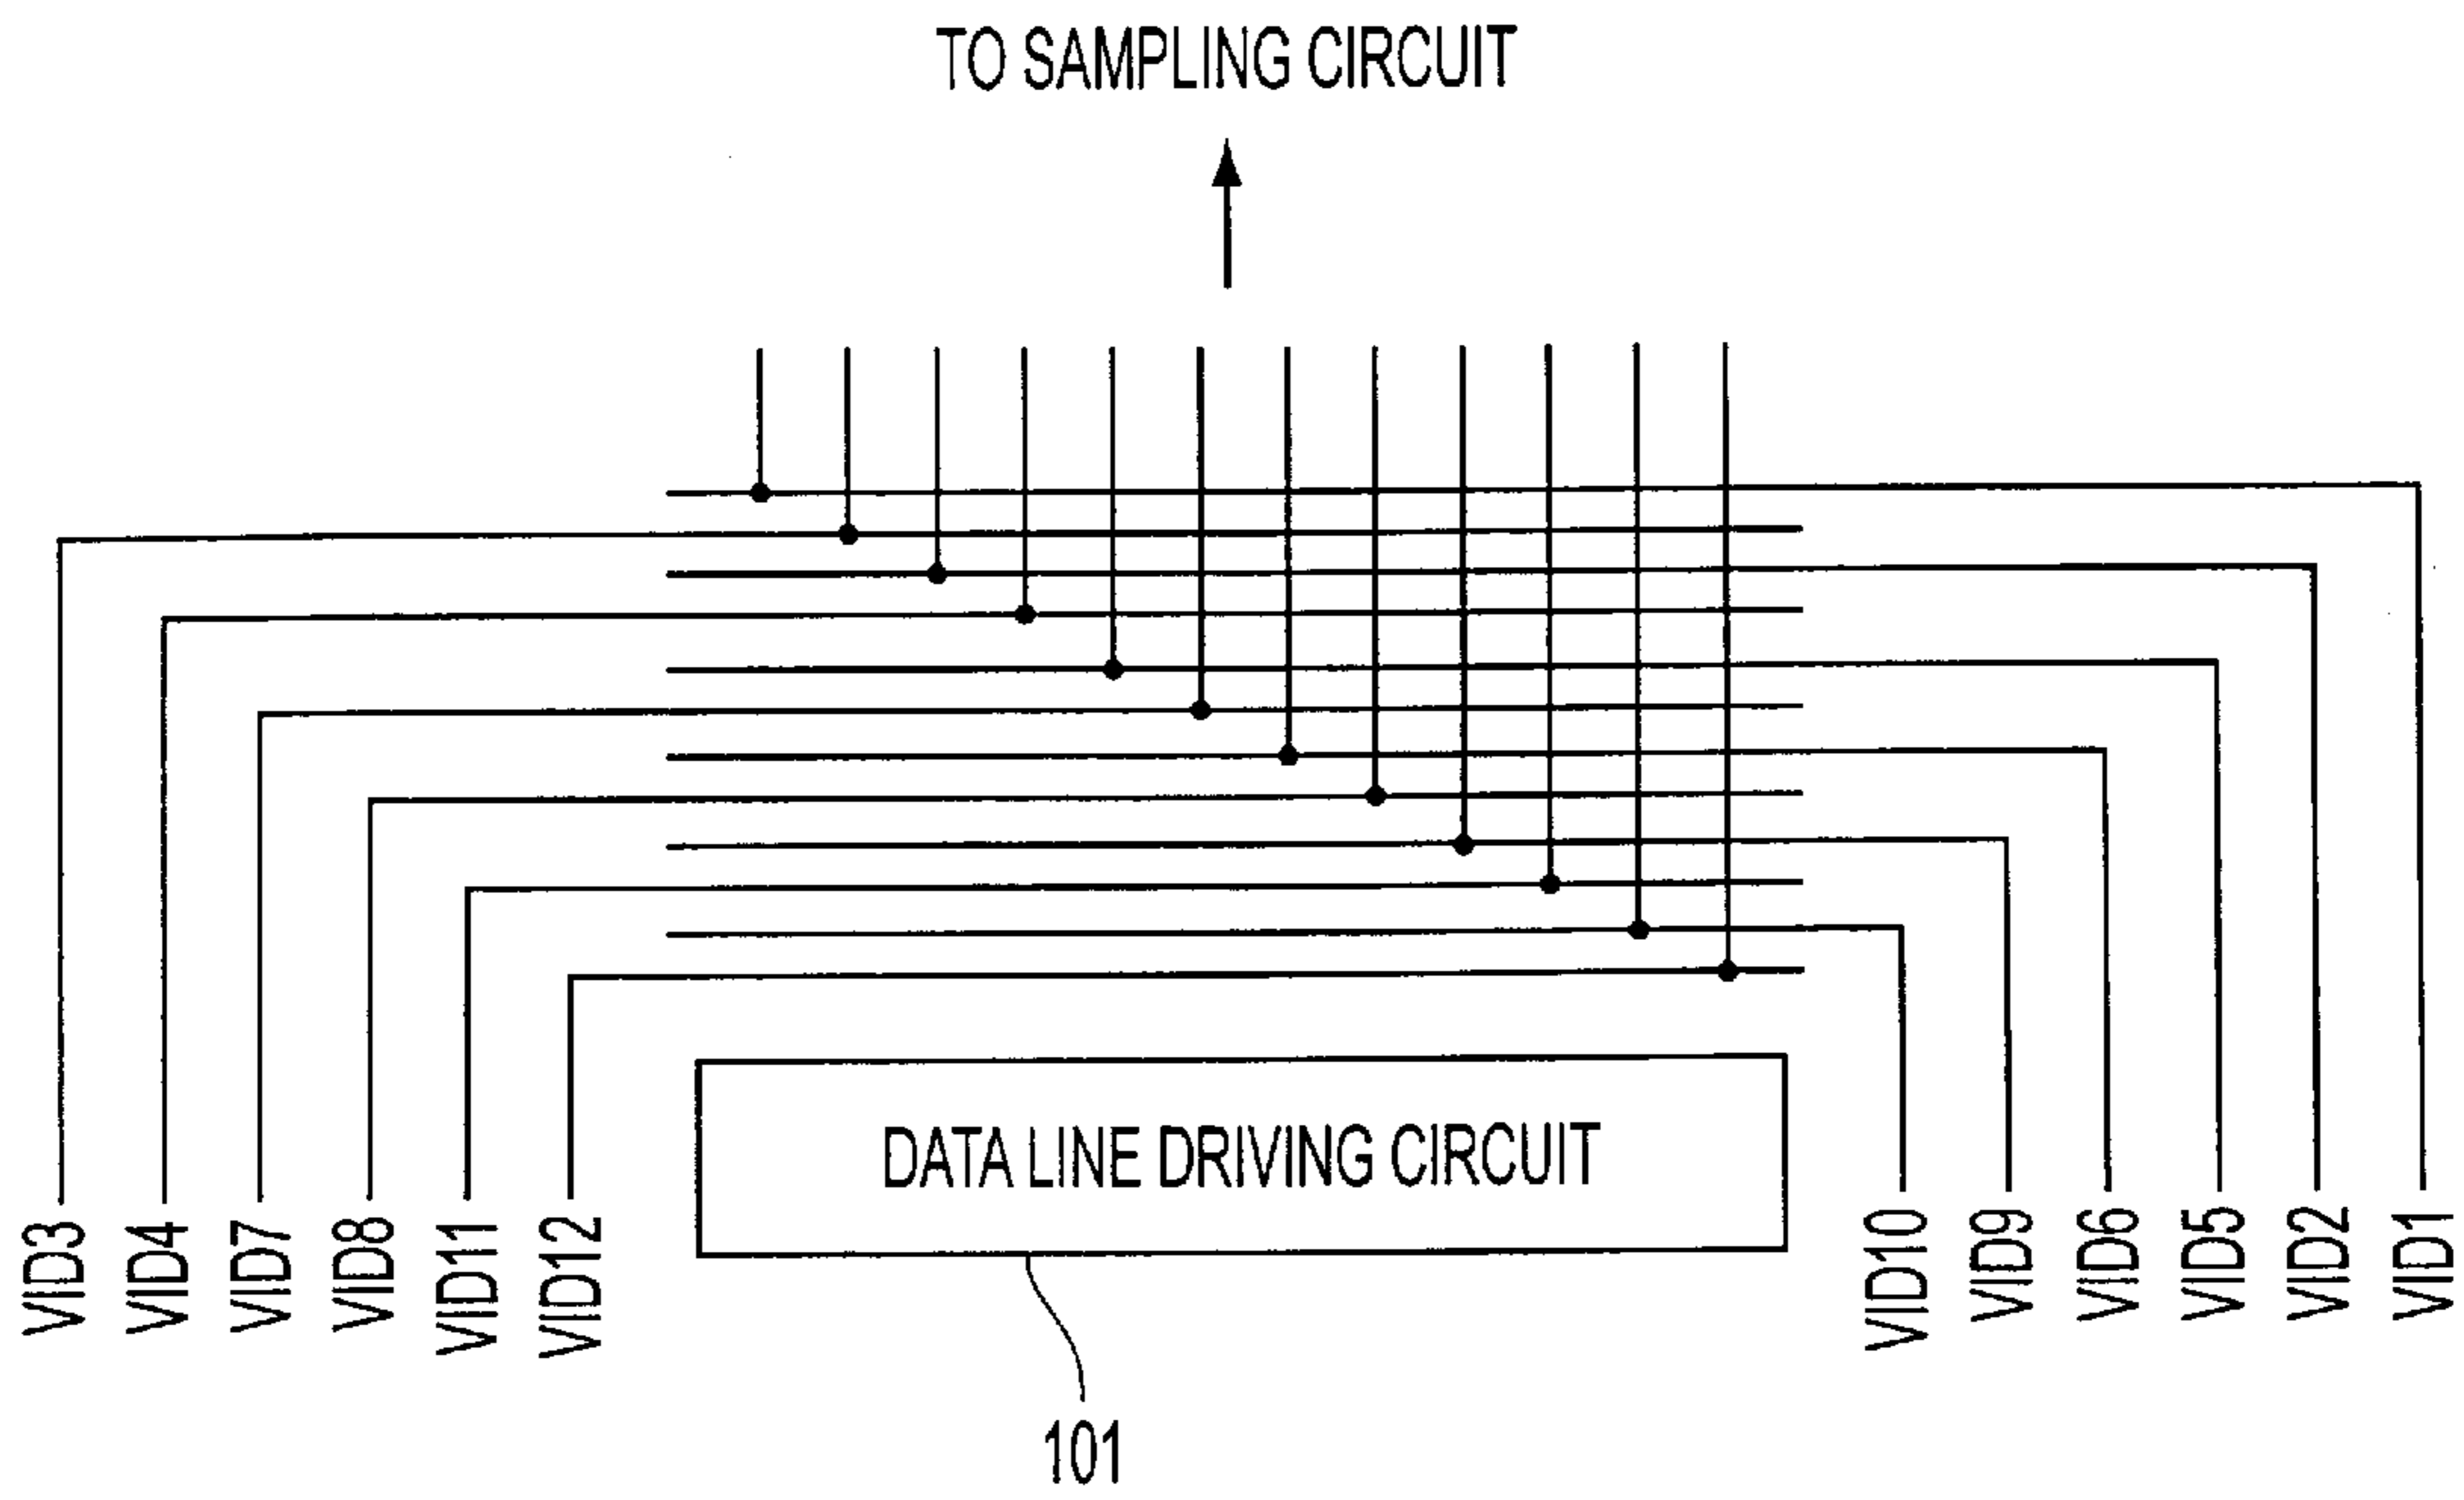 TO SAMPLING CIRCUIT
DATA LINE DRIVING CIRCUIT
VID3
VID4
VID7
VID8
VID11
VID12
VID10
VID9
VID6
VID5
VID2
VID1
101